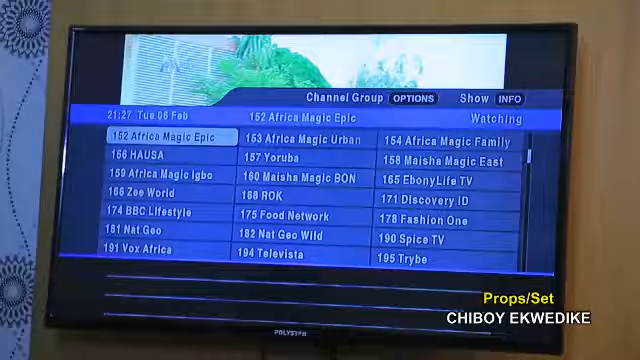 Channel Group OPTIONS Show INFO
21:27 Tue 06 Feb 152 Africa Magic Epic Watching
152 Africa Magic Epic 153 Africa Magic Urban 154 Africa Magic Family
156 HAUSA 157 Yoruba 158 Maisha Magic East
159 Africa Magic Igbo 160 Maisha Magic BON 165 EbonyLife TV
166 Zee World 168 ROK 171 Discovery ID
174 BBC Lifestyle 175 Food Network 178 Fashion One
181 Nat Geo 182 Nat Geo Wild 190 Spice TV
191 Vox Africa 194 Televista 195 Trybe
Props/Set
CHIBOY EKWEDIKE
POLYSTAR